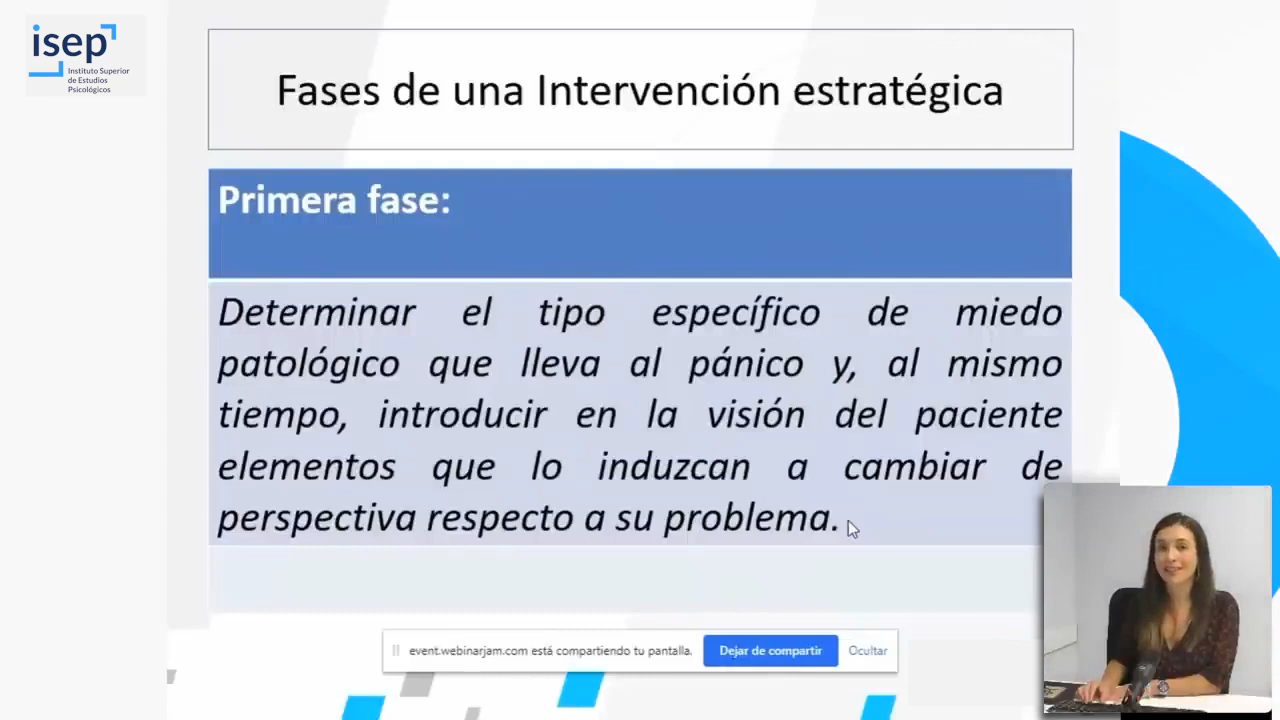 isep
Instituto Superior
de Estudios
Psicológicos
Fases de una Intervención estratégica
Primera fase:
Determinar el tipo específico de miedo
patológico que lleva al pánico y, al mismo
tiempo, introducir en la visión del paciente
elementos que lo induzcan a cambiar de
perspectiva respecto a su problema.
event.webinarjam.com está compartiendo tu pantalla.
Dejar de compartir
Ocultar